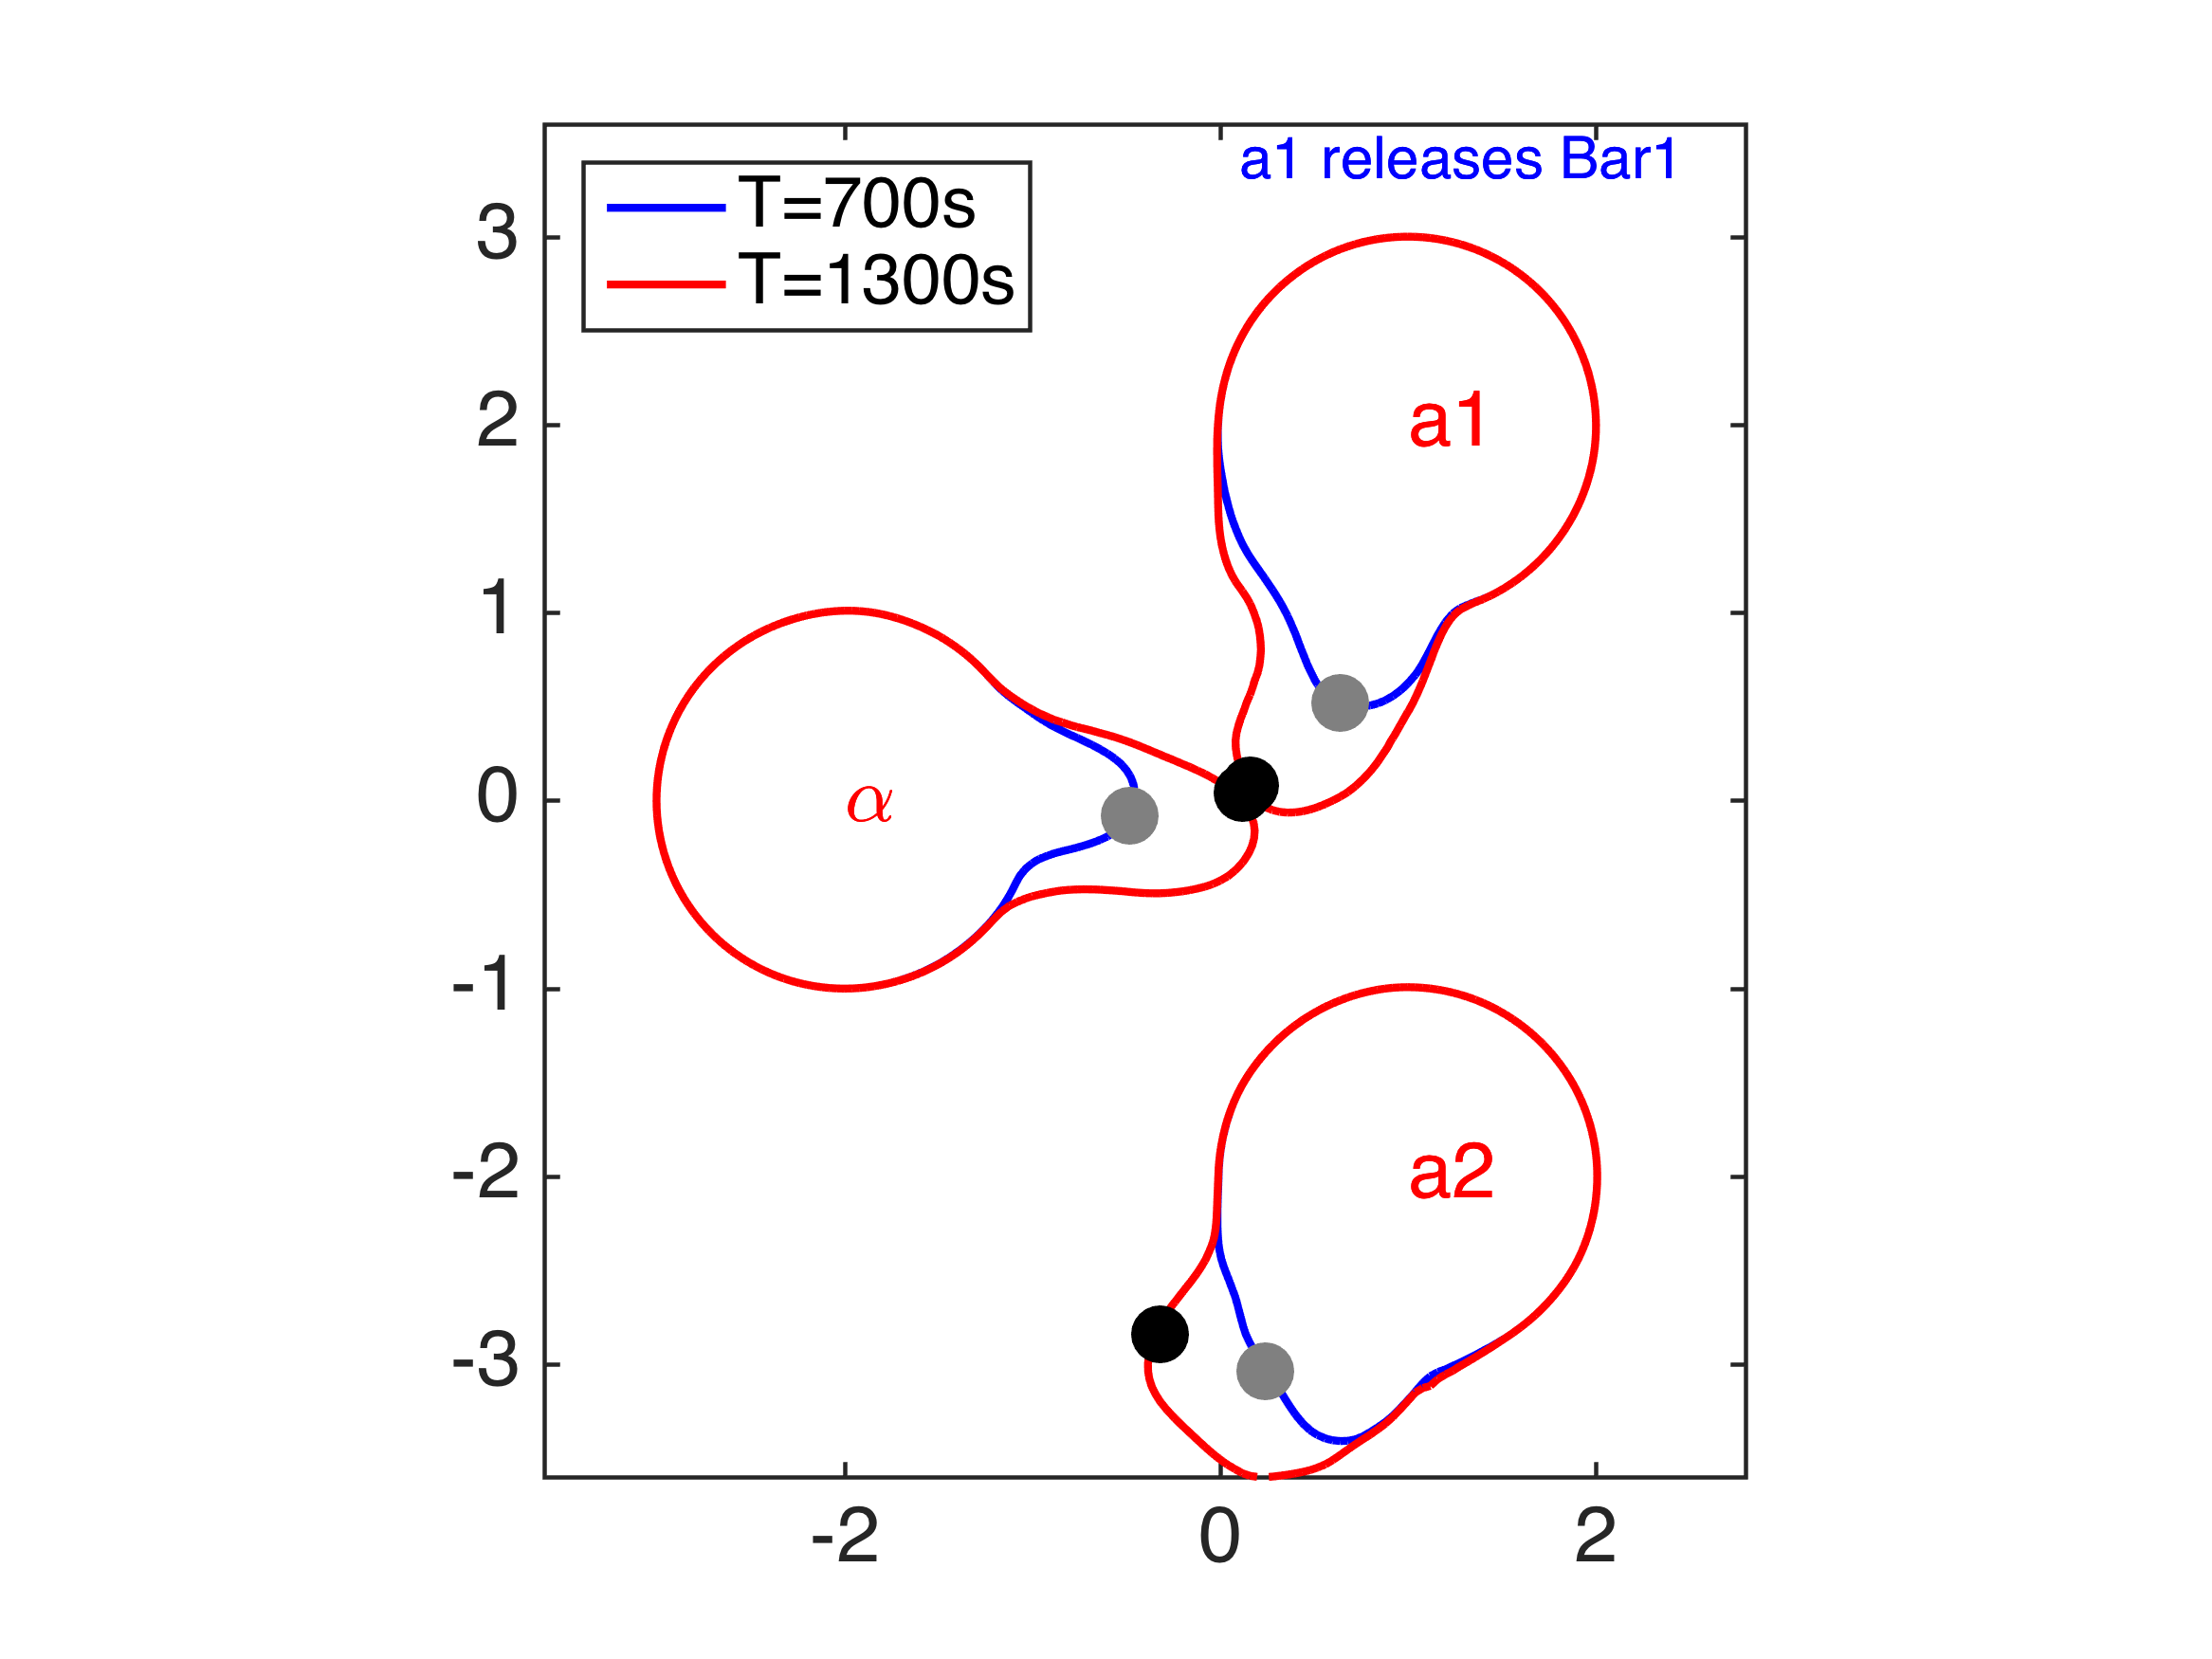 a1 releases Bar1
T=700s
T=1300s
3
2
1
0
-1
-2
-3
a1
α
a2
-2
0
2